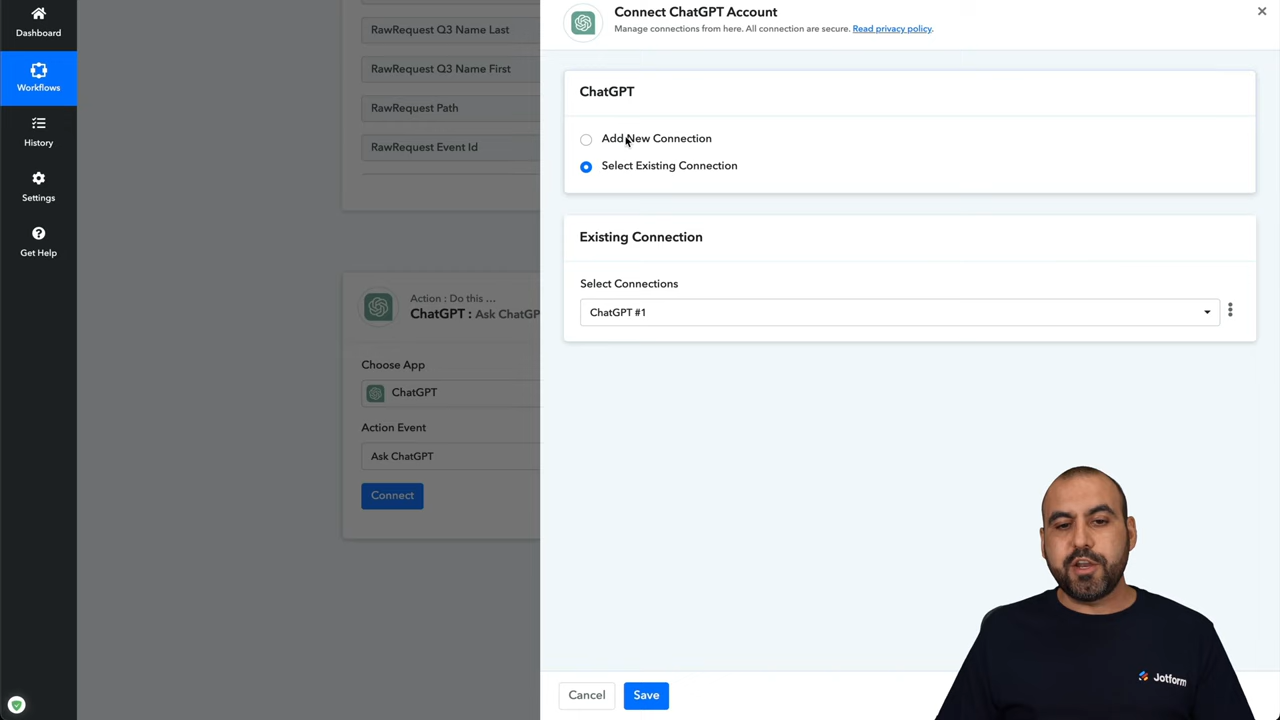 Dashboard
Workflows
History
Settings
Get Help
RawRequest Q3 Name Last
RawRequest Q3 Name First
RawRequest Path
RawRequest Event Id
Action : Do this ...
ChatGPT : Ask ChatGP
Choose App
ChatGPT
Action Event
Ask ChatGPT
Connect
Connect ChatGPT Account
Manage connections from here. All connection are secure. Read privacy policy.
ChatGPT
Add New Connection
Select Existing Connection
Existing Connection
Select Connections
ChatGPT #1
Cancel
Save
Jotform